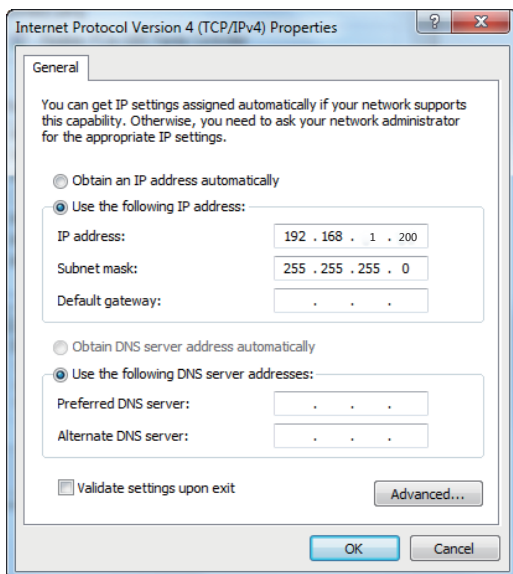 Internet Protocol Version 4 (TCP/IPv4) Properties
General
You can get IP settings assigned automatically if your network supports
this capability. Otherwise, you need to ask your network administrator
for the appropriate IP settings.
Obtain an IP address automatically
Use the following IP address:
IP address: 192 . 168 . 1 . 200
Subnet mask: 255 . 255 . 255 . 0
Default gateway: . . .
Obtain DNS server address automatically
Use the following DNS server addresses:
Preferred DNS server: . . .
Alternate DNS server: . . .
Validate settings upon exit
Advanced...
OK Cancel